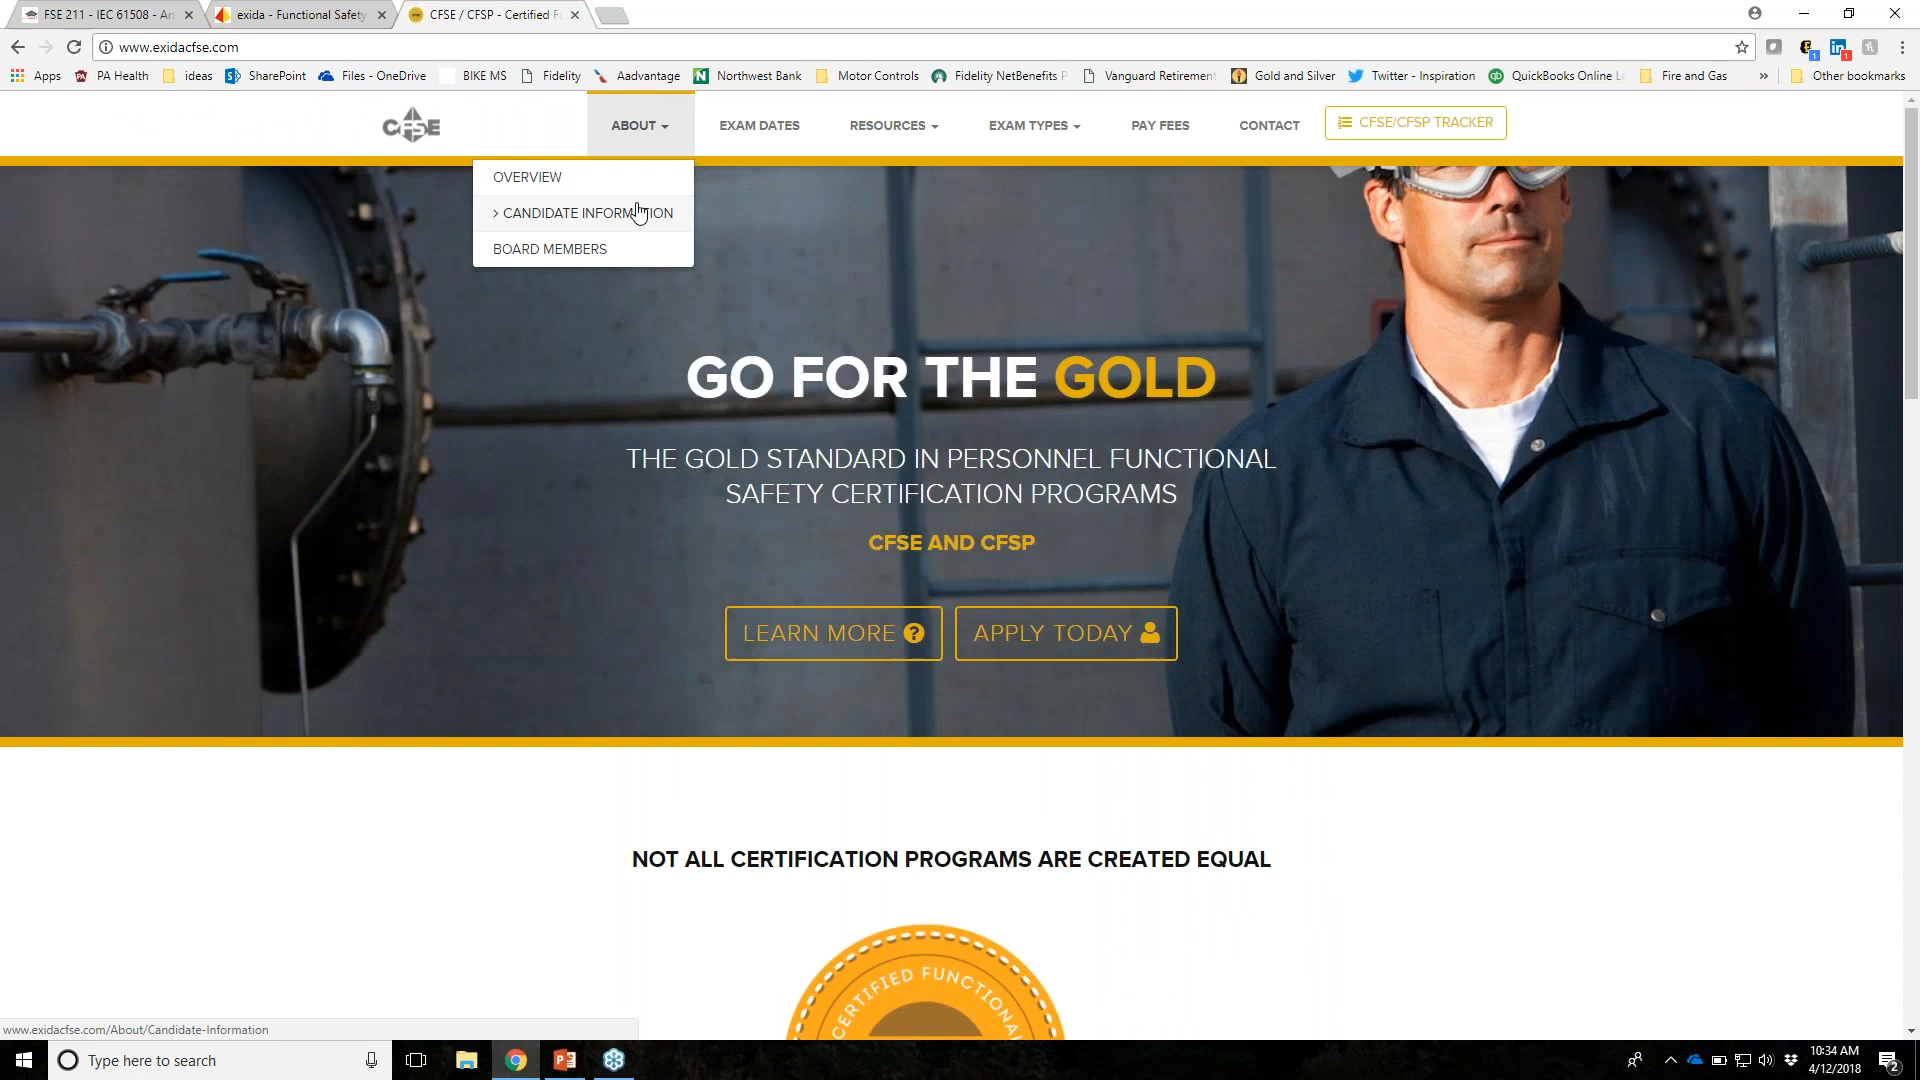 FSE 211 - IEC 61508 - An
exida - Functional Safety
CFSE / CFSP - Certified F
www.exidacfse.com
Apps
PA Health
ideas
SharePoint
Files - OneDrive
BIKE MS
Fidelity
Aadvantage
Northwest Bank
Motor Controls
Fidelity NetBenefits P
Vanguard Retirement
Gold and Silver
Twitter - Inspiration
QuickBooks Online L
Fire and Gas
»
Other bookmarks
CFSE
ABOUT
EXAM DATES
RESOURCES
EXAM TYPES
PAY FEES
CONTACT
CFSE/CFSP TRACKER
OVERVIEW
> CANDIDATE INFORMATION
BOARD MEMBERS
GO FOR THE GOLD
THE GOLD STANDARD IN PERSONNEL FUNCTIONAL
SAFETY CERTIFICATION PROGRAMS
CFSE AND CFSP
LEARN MORE ?
APPLY TODAY
NOT ALL CERTIFICATION PROGRAMS ARE CREATED EQUAL
CERTIFIED FUNCTIONAL
www.exidacfse.com/About/Candidate-Information
Type here to search
10:34 AM
4/12/2018
2